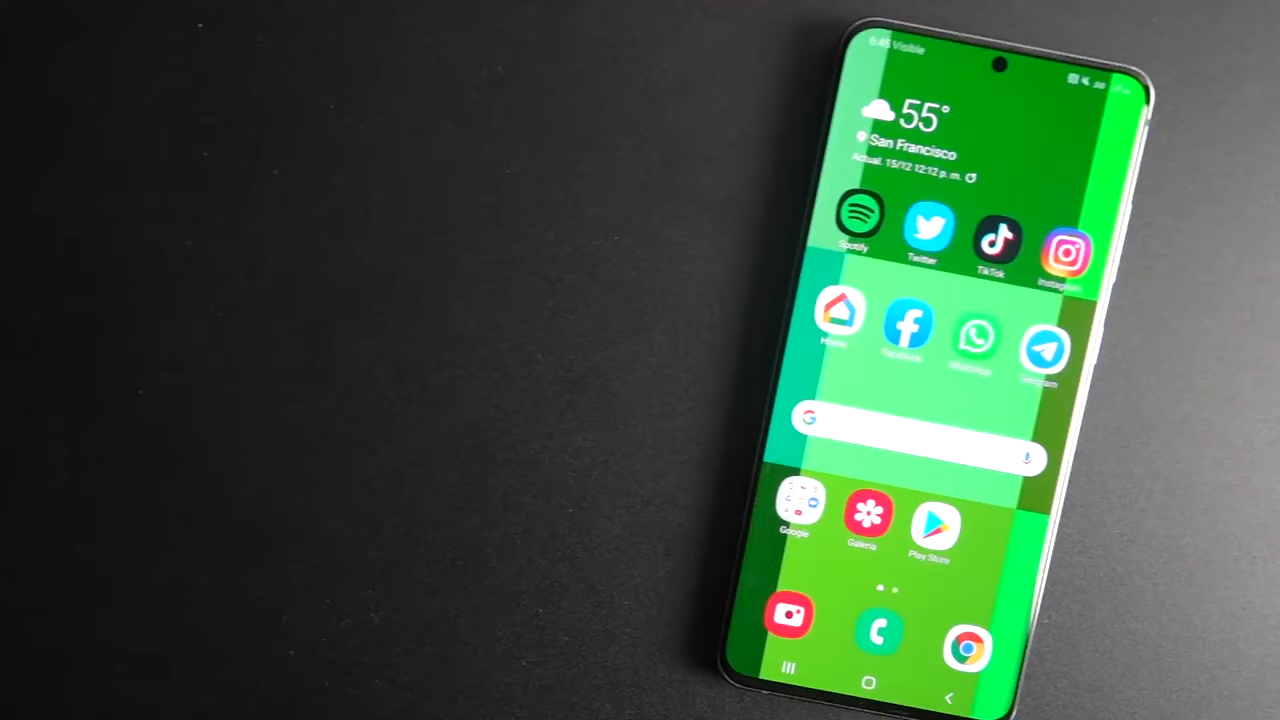 6:45 Visible
55°
San Francisco
Actual. 15/12 12:12 p. m.
Spotify
Twitter
TikTok
Instagram
Home
Facebook
WhatsApp
Telegram
Google
Galería
Play Store